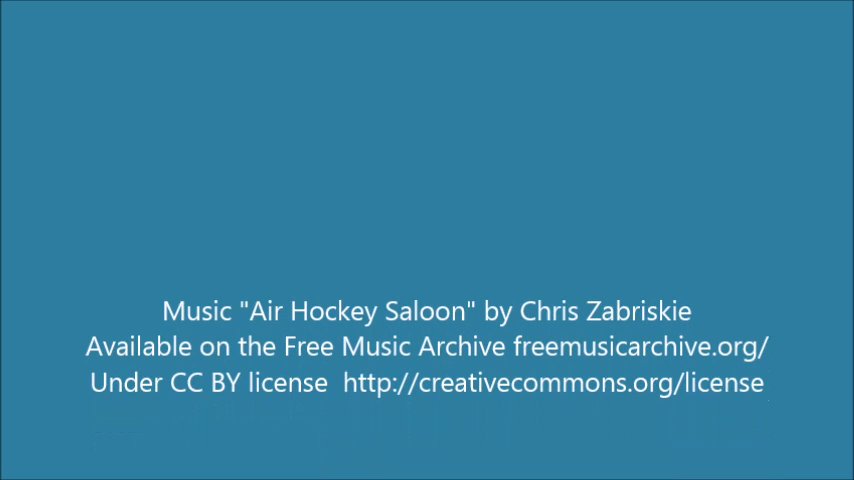 Music "Air Hockey Saloon" by Chris Zabriskie
Available on the Free Music Archive freemusicarchive.org/
Under CC BY license  http://creativecommons.org/license